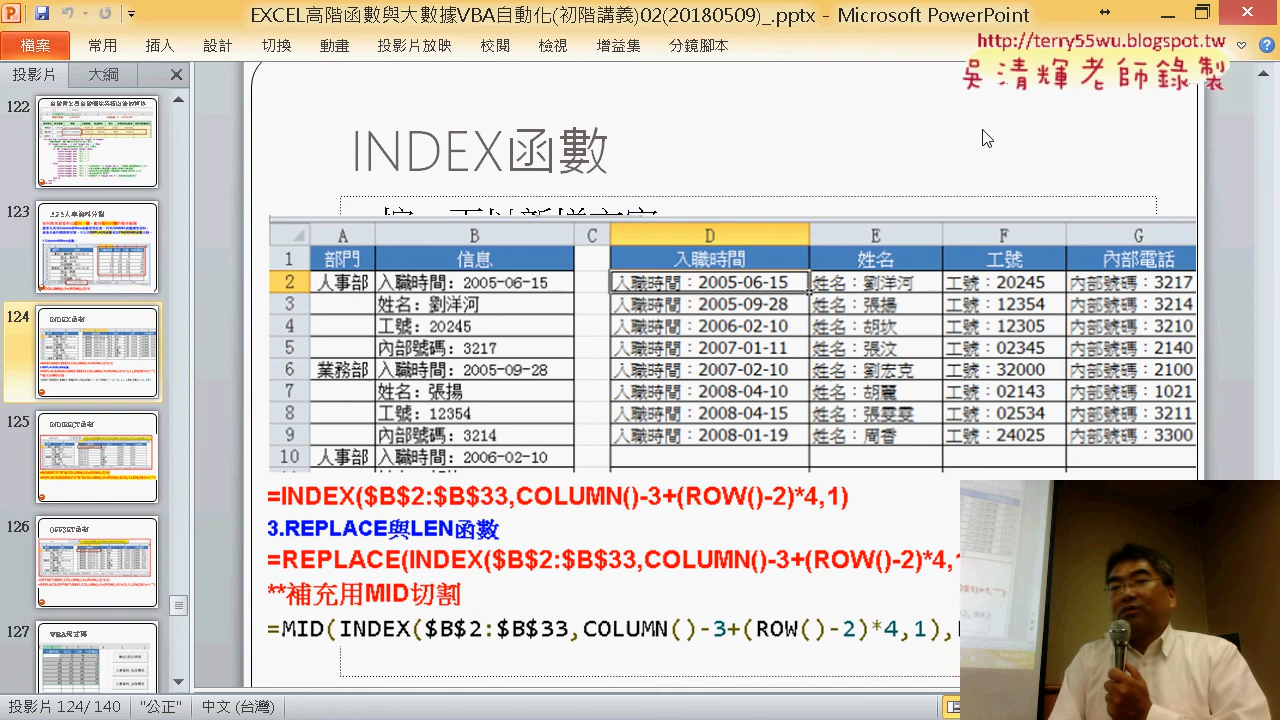 EXCEL高階函數與大數據VBA自動化(初階講義)02(20180509)_.pptx - Microsoft PowerPoint
檔案 常用 插入 設計 切換 動畫 投影片放映 校閱 檢視 增益集 分鏡腳本
http://terry55wu.blogspot.tw
吳清輝老師錄製
投影片 大綱
122
123
124
125
126
127
INDEX函數
A B C D E F G
1 部門 信息 入職時間 姓名 工號 內部電話
2 人事部 入職時間：2005-06-15 入職時間：2005-06-15 姓名：劉洋河 工號：20245 內部號碼：3217
3 姓名：劉洋河 入職時間：2005-09-28 姓名：張揚 工號：12354 內部號碼：3214
4 工號：20245 入職時間：2006-02-10 姓名：胡坎 工號：12305 內部號碼：3210
5 內部號碼：3217 入職時間：2007-01-11 姓名：張汶 工號：02345 內部號碼：2140
6 業務部 入職時間：2005-09-28 入職時間：2007-02-10 姓名：劉宏克 工號：32000 內部號碼：2100
7 姓名：張揚 入職時間：2008-04-10 姓名：胡麗 工號：02143 內部號碼：1021
8 工號：12354 入職時間：2008-04-15 姓名：張雯雯 工號：02534 內部號碼：3211
9 內部號碼：3214 入職時間：2008-01-19 姓名：周香 工號：24025 內部號碼：3300
10 人事部 入職時間：2006-02-10
=INDEX($B$2:$B$33,COLUMN()-3+(ROW()-2)*4,1)
3.REPLACE與LEN函數
=REPLACE(INDEX($B$2:$B$33,COLUMN()-3+(ROW()-2)*4,
**補充用MID切割
=MID(INDEX($B$2:$B$33,COLUMN()-3+(ROW()-2)*4,1),
投影片 124/ 140 "公正" 中文 (台灣)